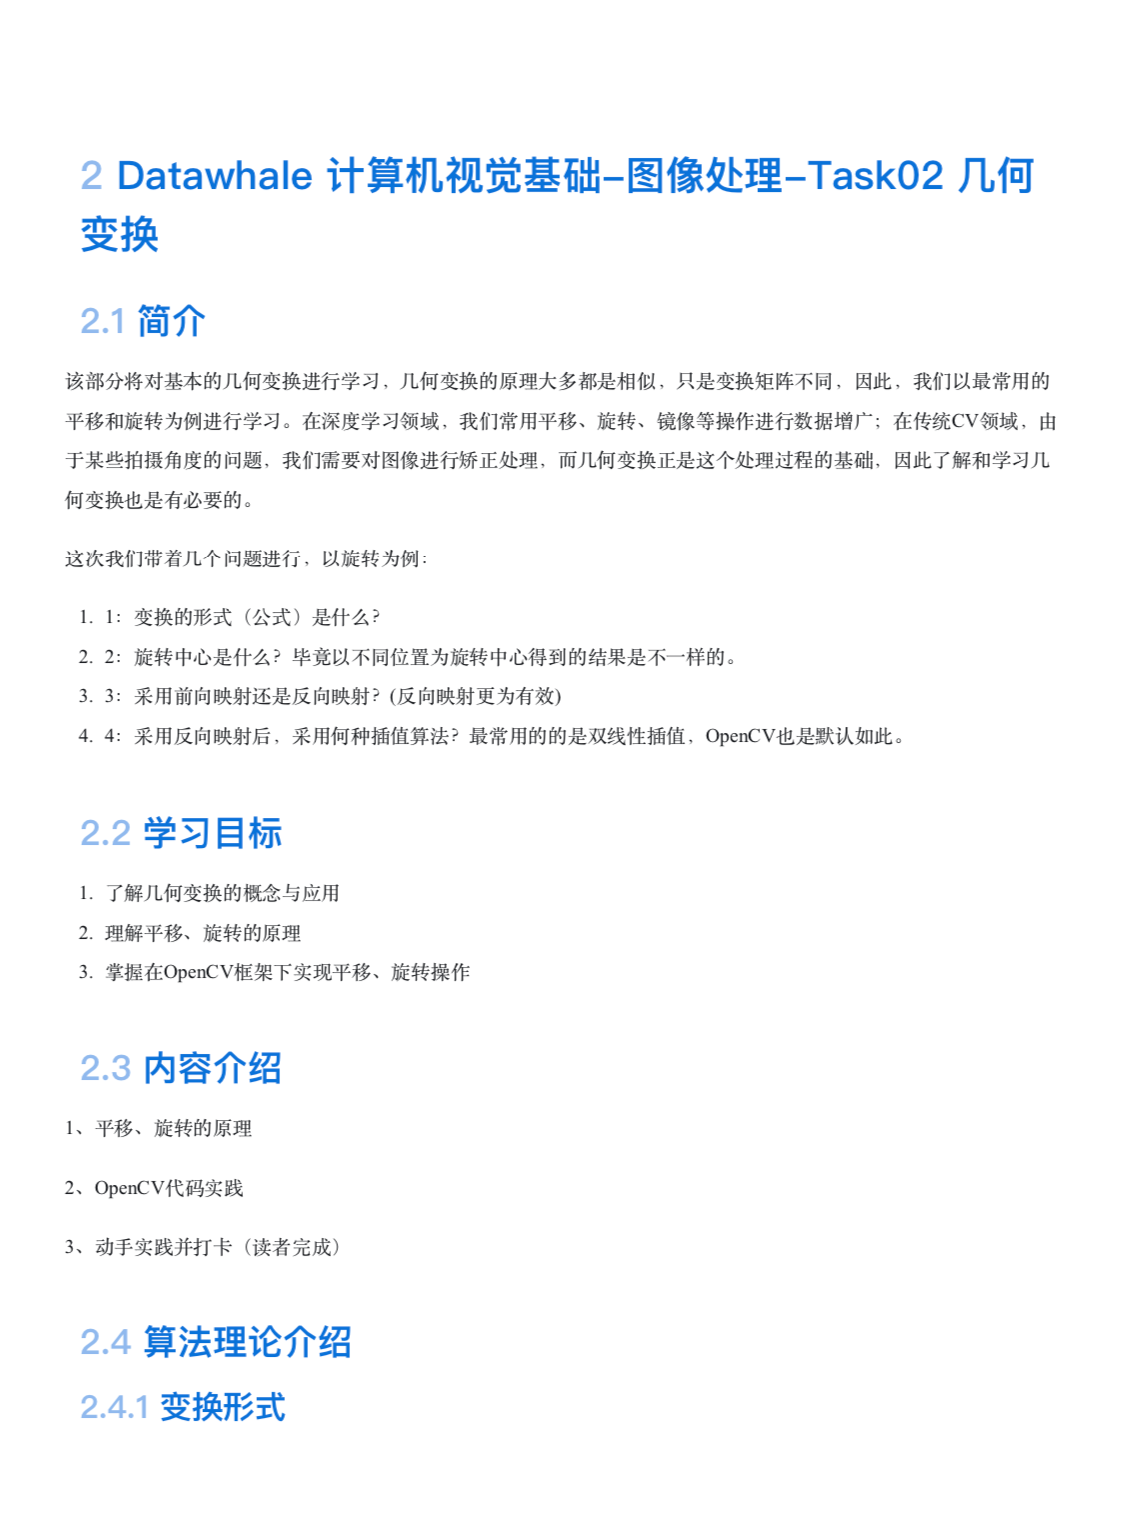 2 Datawhale 计算机视觉基础-图像处理-Task02 几何
变换
2.1 简介
该部分将对基本的几何变换进行学习，几何变换的原理大多都是相似，只是变换矩阵不同，因此，我们以最常用的
平移和旋转为例进行学习。在深度学习领域，我们常用平移、旋转、镜像等操作进行数据增广；在传统CV领域，由
于某些拍摄角度的问题，我们需要对图像进行矫正处理，而几何变换正是这个处理过程的基础，因此了解和学习几
何变换也是有必要的。
这次我们带着几个问题进行，以旋转为例：
1. 1：变换的形式（公式）是什么？
2. 2：旋转中心是什么？毕竟以不同位置为旋转中心得到的结果是不一样的。
3. 3：采用前向映射还是反向映射？(反向映射更为有效)
4. 4：采用反向映射后，采用何种插值算法？最常用的的是双线性插值，OpenCV也是默认如此。
2.2 学习目标
1. 了解几何变换的概念与应用
2. 理解平移、旋转的原理
3. 掌握在OpenCV框架下实现平移、旋转操作
2.3 内容介绍
1、平移、旋转的原理
2、OpenCV代码实践
3、动手实践并打卡（读者完成）
2.4 算法理论介绍
2.4.1 变换形式